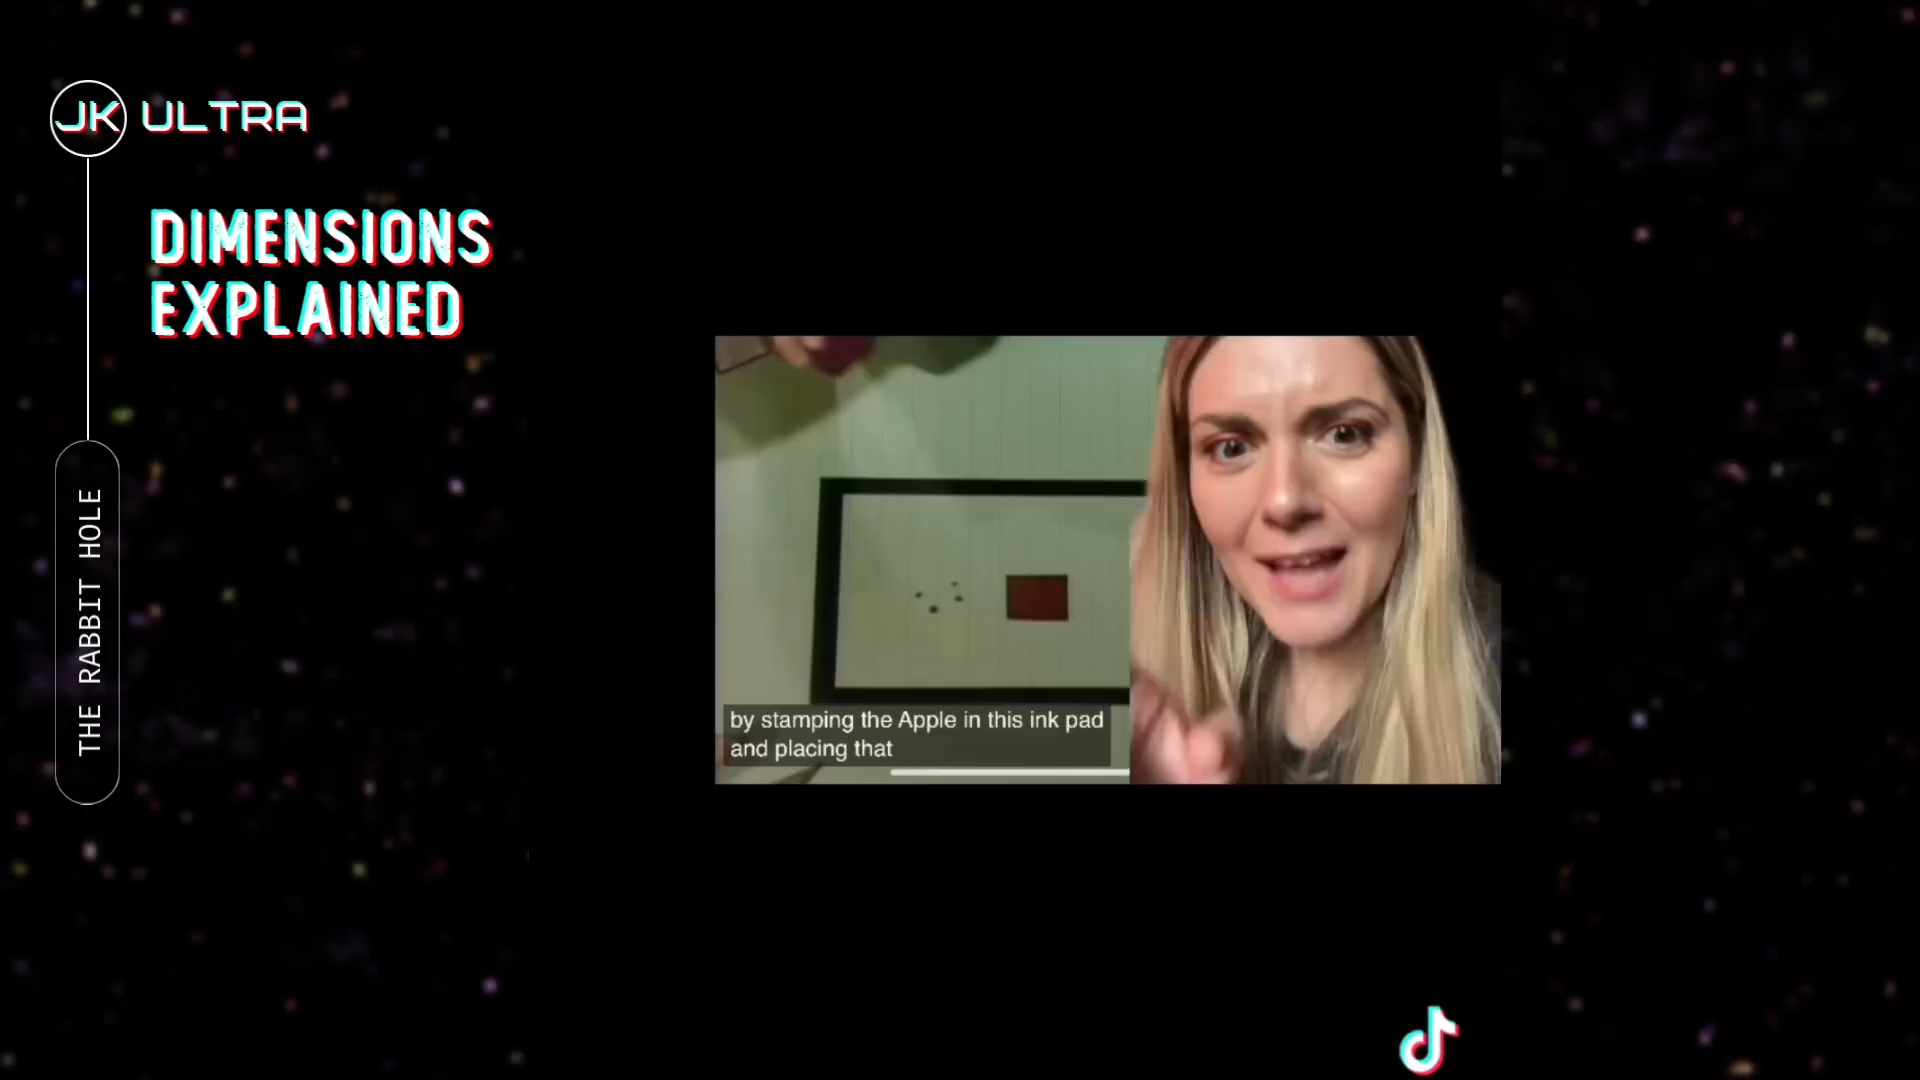 JK ULTRA
DIMENSIONS
EXPLAINED
THE RABBIT HOLE
by stamping the Apple in this ink pad
and placing that